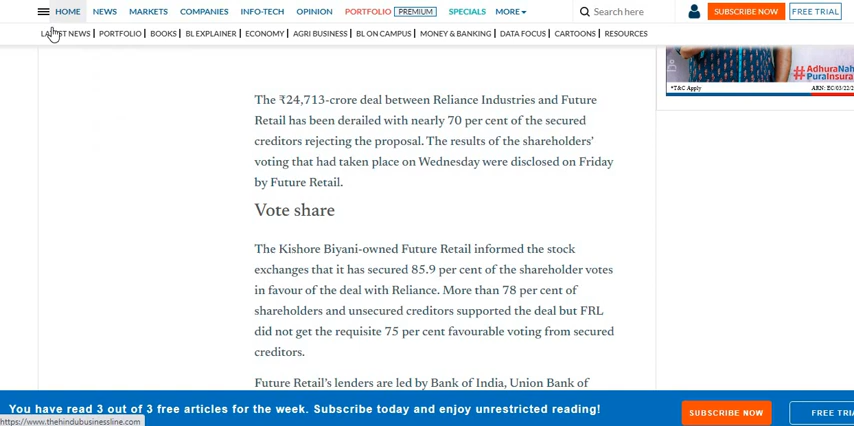 HOME NEWS MARKETS COMPANIES INFO-TECH OPINION PORTFOLIO PREMIUM SPECIALS MORE Search here SUBSCRIBE NOW FREE TRIAL
LATEST NEWS | PORTFOLIO | BOOKS | BL EXPLAINER | ECONOMY | AGRI BUSINESS | BL ON CAMPUS | MONEY & BANKING | DATA FOCUS | CARTOONS | RESOURCES
#AdhuraNah
PuraInsura
*T&C Apply ARN: EC/03/22/2
The ₹24,713-crore deal between Reliance Industries and Future
Retail has been derailed with nearly 70 per cent of the secured
creditors rejecting the proposal. The results of the shareholders'
voting that had taken place on Wednesday were disclosed on Friday
by Future Retail.
Vote share
The Kishore Biyani-owned Future Retail informed the stock
exchanges that it has secured 85.9 per cent of the shareholder votes
in favour of the deal with Reliance. More than 78 per cent of
shareholders and unsecured creditors supported the deal but FRL
did not get the requisite 75 per cent favourable voting from secured
creditors.
Future Retail's lenders are led by Bank of India, Union Bank of
You have read 3 out of 3 free articles for the week. Subscribe today and enjoy unrestricted reading! SUBSCRIBE NOW FREE TRIA
https://www.thehindubusinessline.com